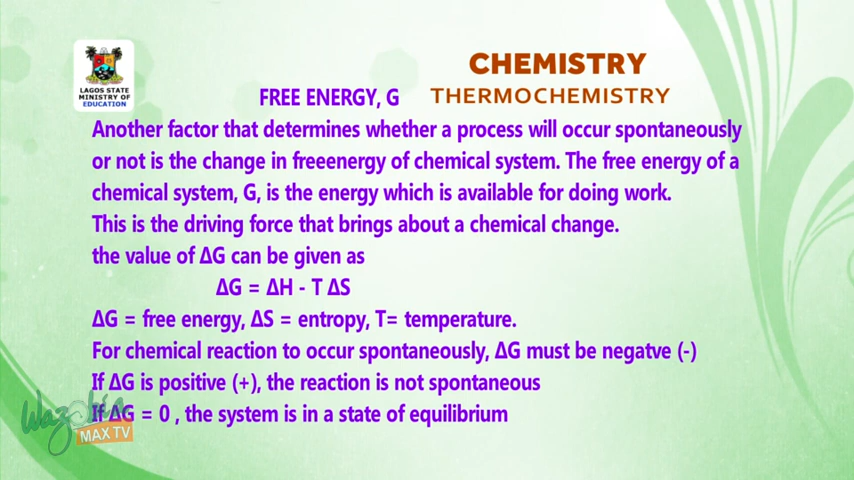 CHEMISTRY
LAGOS STATE
MINISTRY OF
EDUCATION
FREE ENERGY, G
THERMOCHEMISTRY
Another factor that determines whether a process will occur spontaneously
or not is the change in freeenergy of chemical system. The free energy of a
chemical system, G, is the energy which is available for doing work.
This is the driving force that brings about a chemical change.
the value of ΔG can be given as
ΔG = ΔH - T ΔS
ΔG = free energy, ΔS = entropy, T= temperature.
For chemical reaction to occur spontaneously, ΔG must be negatve (-)
If ΔG is positive (+), the reaction is not spontaneous
If ΔG = 0 , the system is in a state of equilibrium
Wazobia
MAX TV